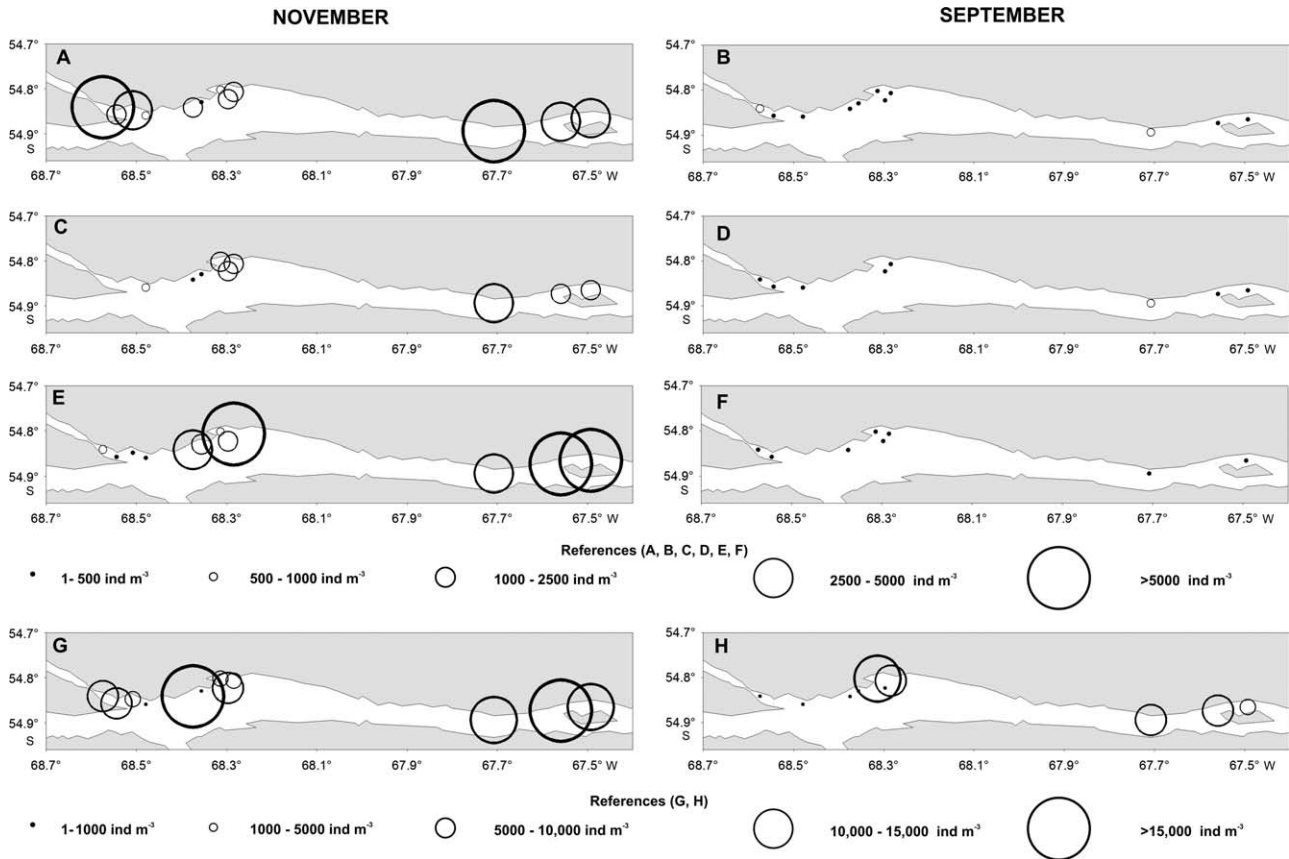 NOVEMBER
SEPTEMBER
54.7°
54.8°
54.9°
S
A
68.7° 68.5° 68.3° 68.1° 67.9° 67.7° 67.5° W
54.7°
54.8°
54.9°
S
B
68.7° 68.5° 68.3° 68.1° 67.9° 67.7° 67.5° W
54.7°
54.8°
54.9°
S
C
68.7° 68.5° 68.3° 68.1° 67.9° 67.7° 67.5° W
54.7°
54.8°
54.9°
S
D
68.7° 68.5° 68.3° 68.1° 67.9° 67.7° 67.5° W
54.7°
54.8°
54.9°
S
E
68.7° 68.5° 68.3° 68.1° 67.9° 67.7° 67.5° W
54.7°
54.8°
54.9°
S
F
68.7° 68.5° 68.3° 68.1° 67.9° 67.7° 67.5° W
References (A, B, C, D, E, F)
1- 500 ind m⁻³ 500 - 1000 ind m⁻³ 1000 - 2500 ind m⁻³ 2500 - 5000 ind m⁻³ >5000 ind m⁻³
54.7°
54.8°
54.9°
S
G
68.7° 68.5° 68.3° 68.1° 67.9° 67.7° 67.5° W
54.7°
54.8°
54.9°
S
H
68.7° 68.5° 68.3° 68.1° 67.9° 67.7° 67.5° W
References (G, H)
1- 1000 ind m⁻³ 1000 - 5000 ind m⁻³ 5000 - 10,000 ind m⁻³ 10,000 - 15,000 ind m⁻³ >15,000 ind m⁻³